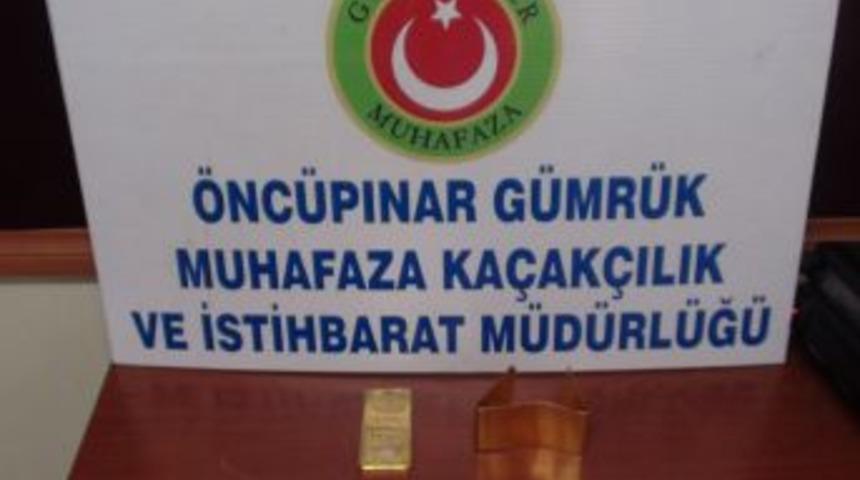 MUHAFAZA
ÖNCÜPINAR GÜMRÜK
MUHAFAZA KAÇAKÇILIK
VE İSTİHBARAT MÜDÜRLÜĞÜ